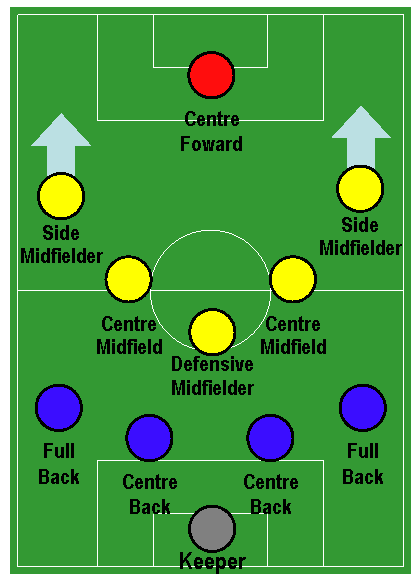 Centre
Foward
Side
Midfielder
Side
Midfielder
Centre
Midfield
Centre
Midfield
Defensive
Midfielder
Full
Back
Full
Back
Centre
Back
Centre
Back
Keeper